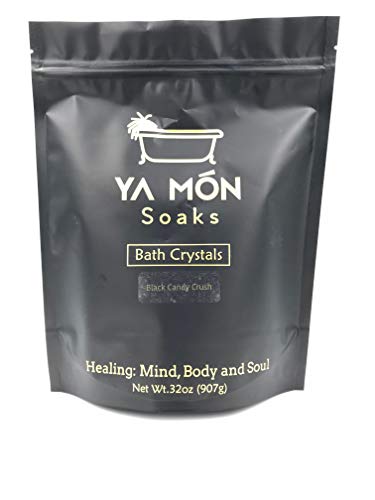 YA MÓN
Soaks
Bath Crystals
Black Candy Crush
Healing: Mind, Body and Soul
Net Wt.32oz (907g)